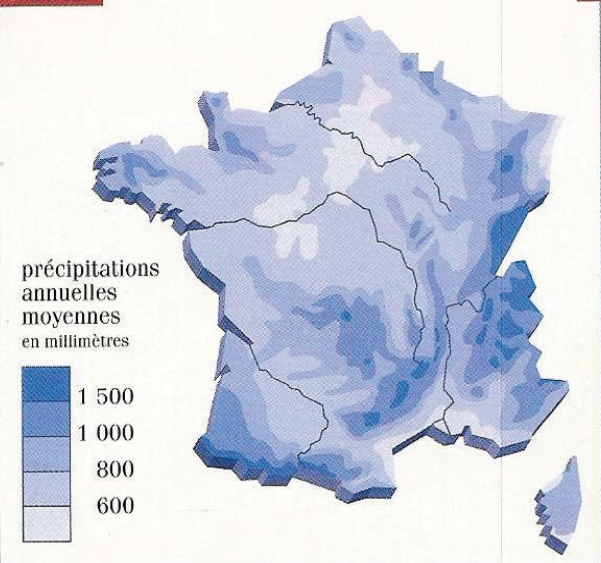 précipitations
annuelles
moyennes
en millimètres
1 500
1 000
800
600